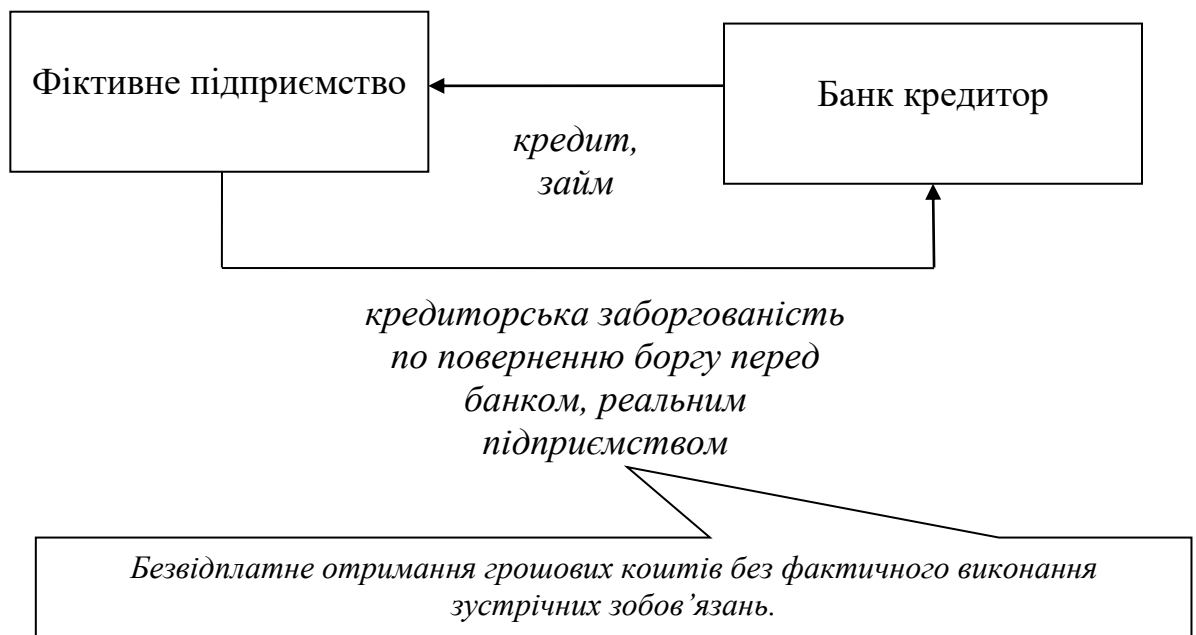 Фіктивне підприємство
Банк кредитор
кредит,
займ
кредиторська заборгованість
по поверненню боргу перед
банком, реальним
підприємством
Безвідплатне отримання грошових коштів без фактичного виконання
зустрічних зобов’язань.